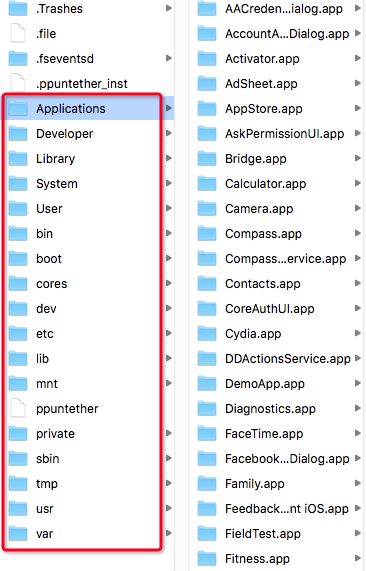 .Trashes
.file
.fseventsd
.ppuntether_inst
Applications
Developer
Library
System
User
bin
boot
cores
dev
etc
lib
mnt
ppuntether
private
sbin
tmp
usr
var
AACreden...ialog.app
AccountA...Dialog.app
Activator.app
AdSheet.app
AppStore.app
AskPermissionUI.app
Bridge.app
Calculator.app
Camera.app
Compass.app
Compass...ervice.app
Contacts.app
CoreAuthUI.app
Cydia.app
DDActionsService.app
DemoApp.app
Diagnostics.app
FaceTime.app
Facebook...Dialog.app
Family.app
Feedback...nt iOS.app
FieldTest.app
Fitness.app